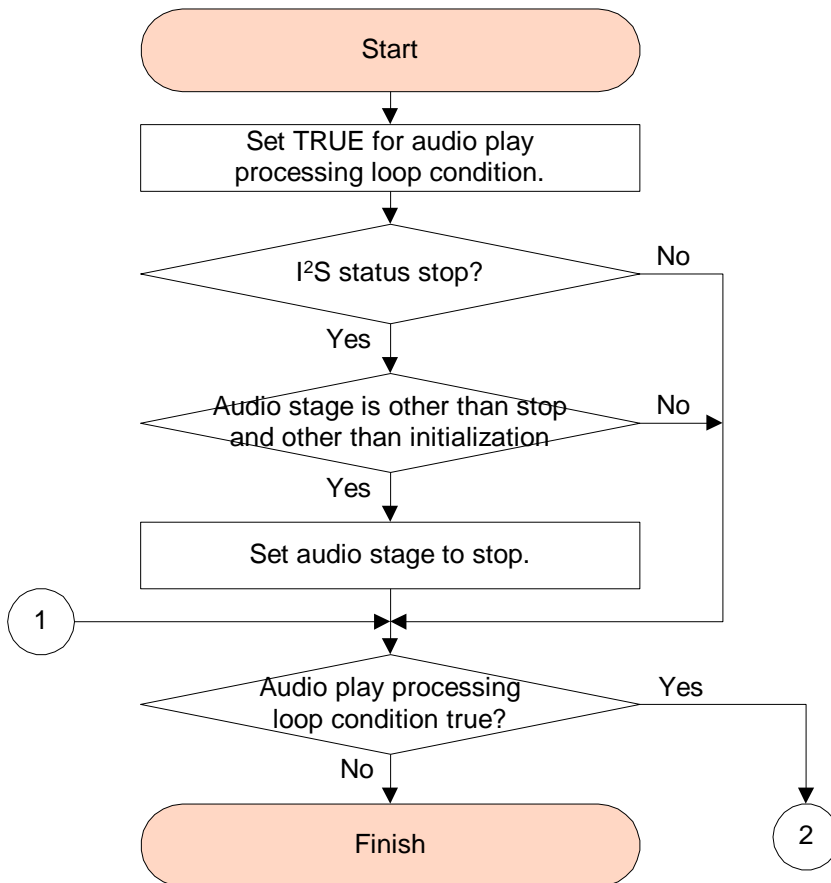 Start
Set TRUE for audio play
processing loop condition.
I²S status stop?
No
Yes
Audio stage is other than stop
and other than initialization
No
Yes
Set audio stage to stop.
1
Audio play processing
loop condition true?
Yes
No
Finish
2